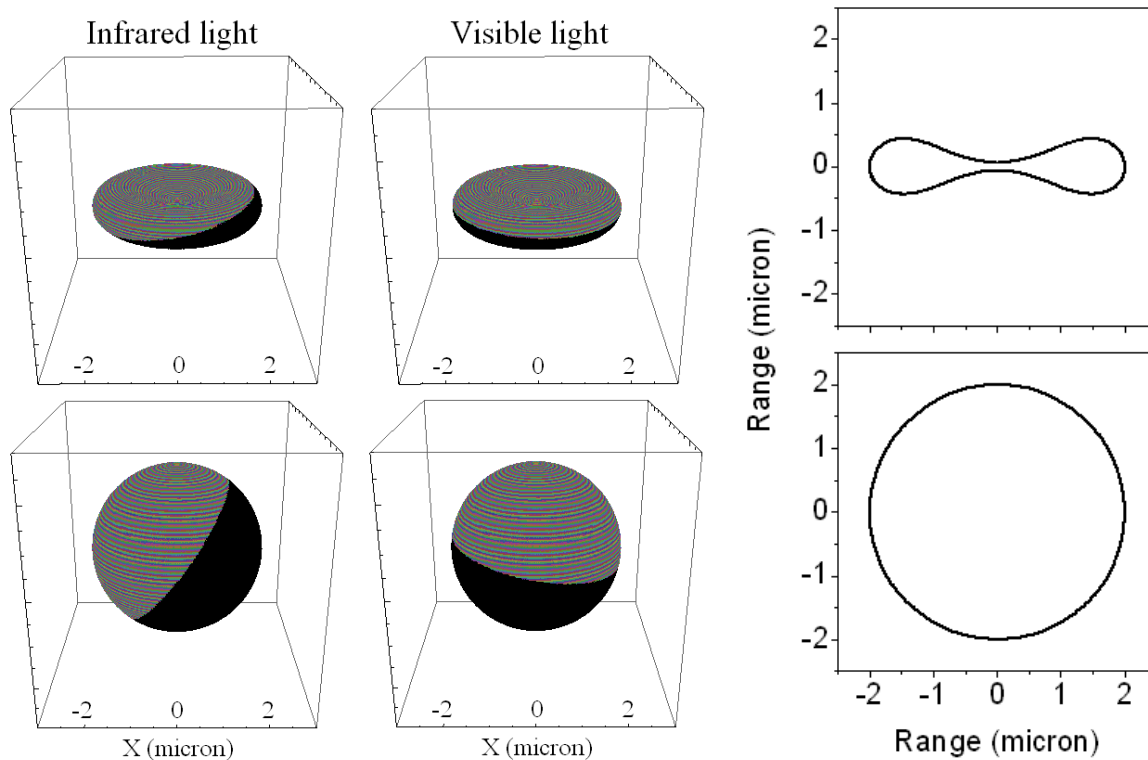 Infrared light
Visible light
-2 0 2
-2 0 2
-2 0 2
X (micron)
-2 0 2
X (micron)
Range (micron)
2
1
0
-1
-2
2
1
0
-1
-2
-2 -1 0 1 2
Range (micron)